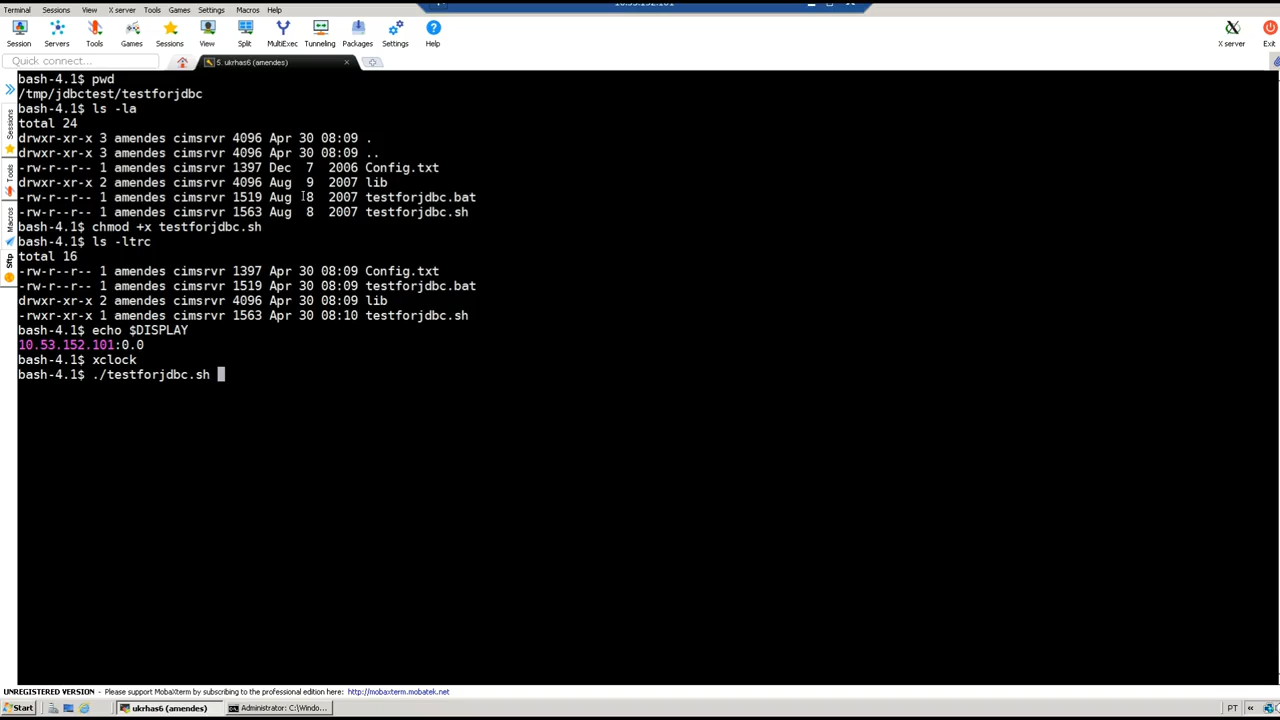 Terminal Sessions View X server Tools Games Settings Macros Help
Session Servers Tools Games Sessions View Split MultiExec Tunneling Packages Settings Help X server Exit
Quick connect... 5. ukrhas6 (amendes)
Sessions
Tools
Macros
Sftp
bash-4.1$ pwd
/tmp/jdbctest/testforjdbc
bash-4.1$ ls -la
total 24
drwxr-xr-x 3 amendes cimsrvr 4096 Apr 30 08:09 .
drwxr-xr-x 3 amendes cimsrvr 4096 Apr 30 08:09 ..
-rw-r--r-- 1 amendes cimsrvr 1397 Dec  7  2006 Config.txt
drwxr-xr-x 2 amendes cimsrvr 4096 Aug  9  2007 lib
-rw-r--r-- 1 amendes cimsrvr 1519 Aug  8  2007 testforjdbc.bat
-rw-r--r-- 1 amendes cimsrvr 1563 Aug  8  2007 testforjdbc.sh
bash-4.1$ chmod +x testforjdbc.sh
bash-4.1$ ls -ltrc
total 16
-rw-r--r-- 1 amendes cimsrvr 1397 Apr 30 08:09 Config.txt
-rw-r--r-- 1 amendes cimsrvr 1519 Apr 30 08:09 testforjdbc.bat
drwxr-xr-x 2 amendes cimsrvr 4096 Apr 30 08:09 lib
-rwxr-xr-x 1 amendes cimsrvr 1563 Apr 30 08:10 testforjdbc.sh
bash-4.1$ echo $DISPLAY
10.53.152.101:0.0
bash-4.1$ xclock
bash-4.1$ ./testforjdbc.sh
UNREGISTERED VERSION - Please support MobaXterm by subscribing to the professional edition here: http://mobaxterm.mobatek.net
Start ukrhas6 (amendes) Administrator: C:\Windo... PT